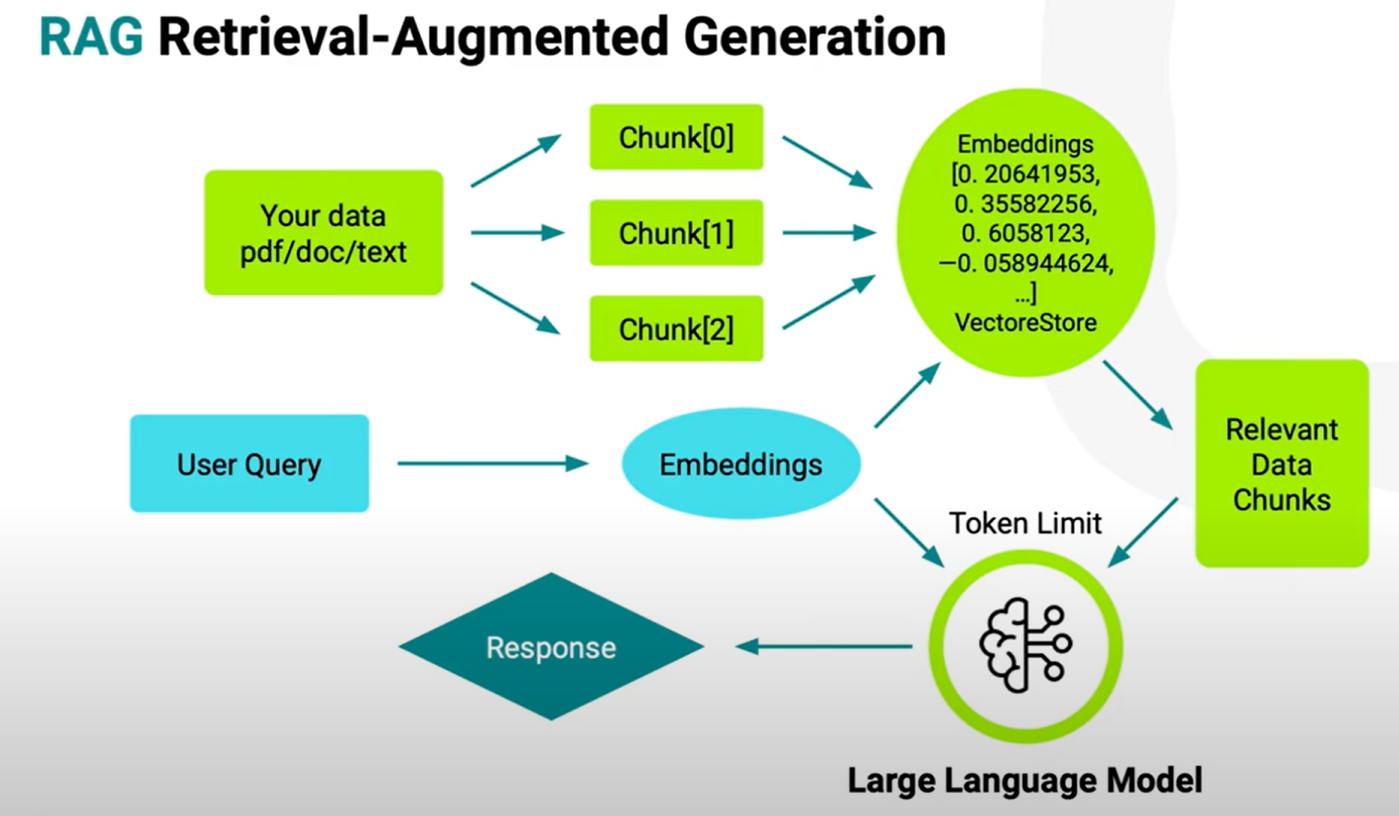 RAG Retrieval-Augmented Generation
Your data
pdf/doc/text
Chunk[0]
Chunk[1]
Chunk[2]
Embeddings
[0. 20641953,
0. 35582256,
0. 6058123,
—0. 058944624,
...]
VectoreStore
User Query
Embeddings
Relevant
Data
Chunks
Token Limit
Response
Large Language Model